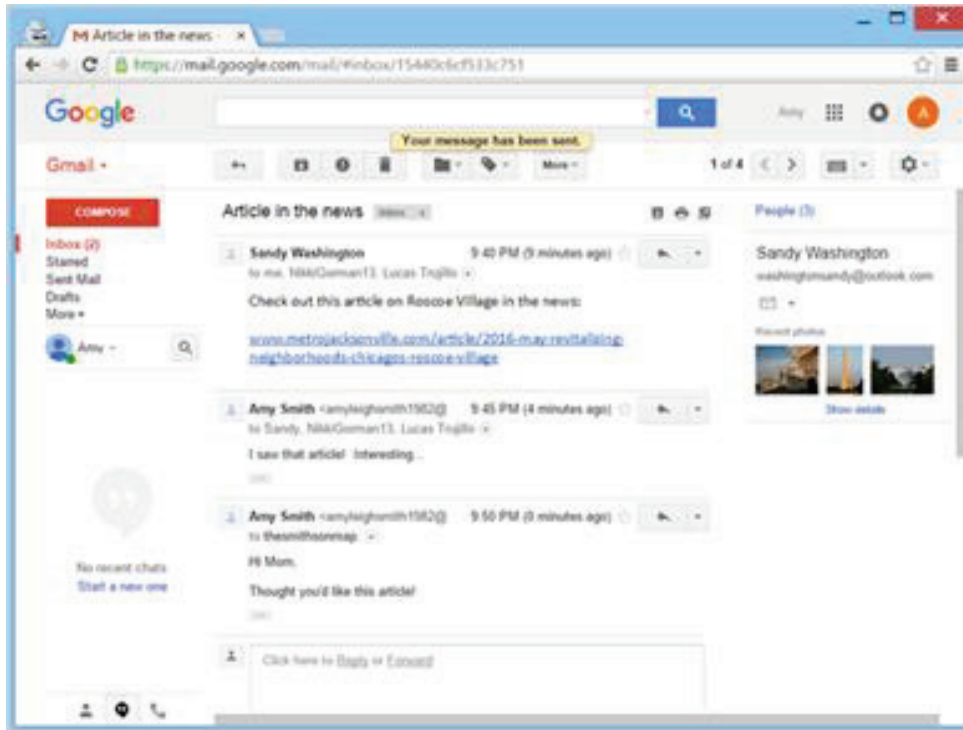 M Article in the news
https://mail.google.com/mail/#inbox/15440c6cf533c751
Google
Amy
A
Your message has been sent.
Gmail
More
1 of 4
COMPOSE
Inbox (2)
Starred
Sent Mail
Drafts
More
Amy
No recent chats
Start a new one
Article in the news Inbox x
Sandy Washington 9:40 PM (9 minutes ago)
to me, NikkiGorman13, Lucas Trujillo
Check out this article on Roscoe Village in the news:
www.metrojacksonville.com/article/2016-may-revitalizing-
neighborhoods-chicagos-roscoe-village
Amy Smith <amyleighsmith1982@ 9:45 PM (4 minutes ago)
to Sandy, NikkiGorman13, Lucas Trujillo
I saw that article! Interesting...
Amy Smith <amyleighsmith1982@ 9:50 PM (0 minutes ago)
to thesmithsonmap
Hi Mom,
Thought you'd like this article!
Click here to Reply or Forward
People (3)
Sandy Washington
washingtonsandy@outlook.com
Recent photos
Show details